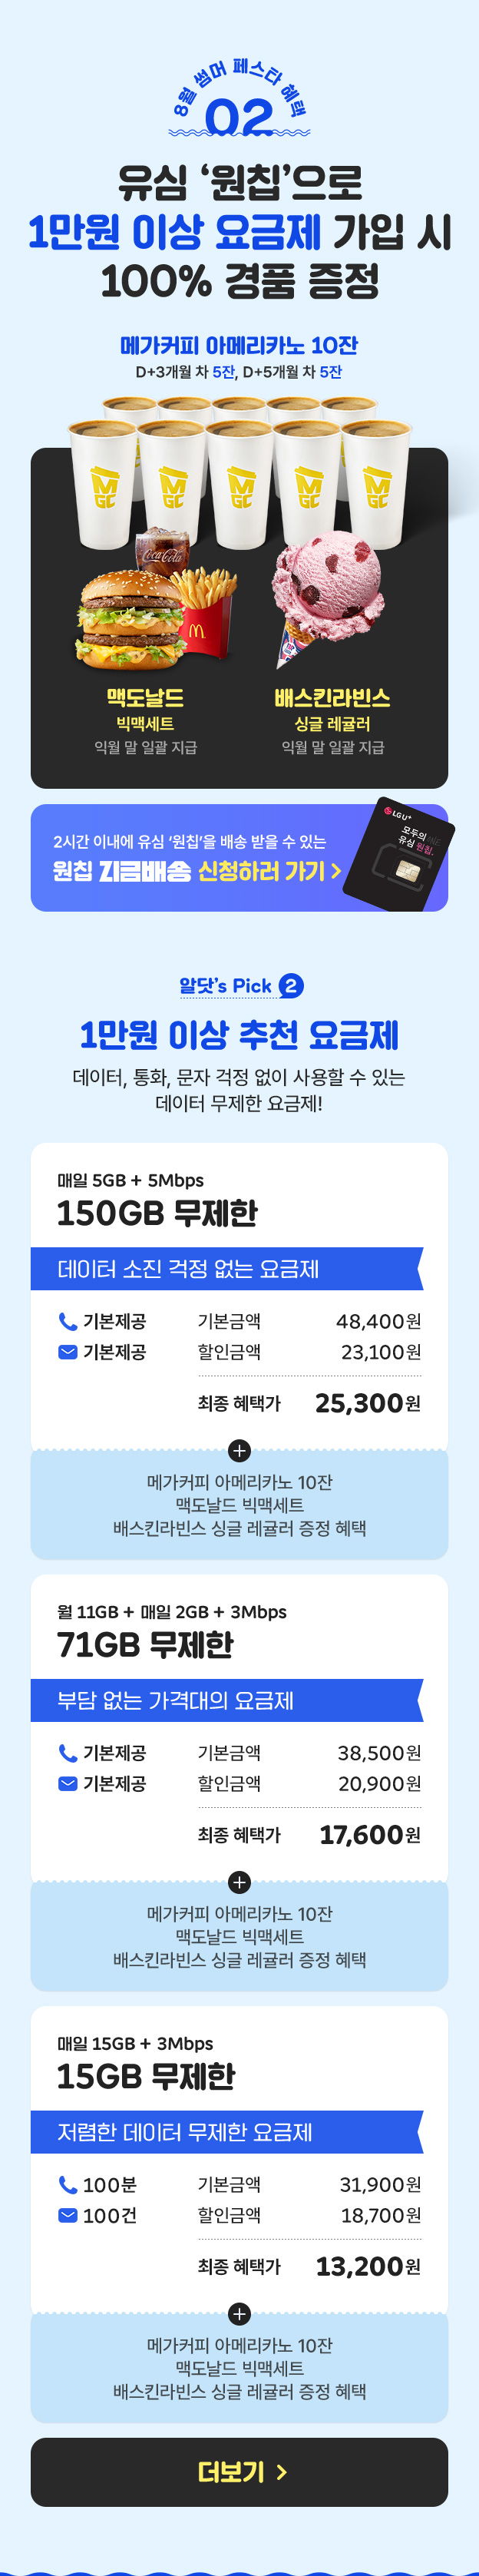 8월 썸머 페스타 혜택
02
유심 ‘원칩’으로
1만원 이상 요금제 가입 시
100% 경품 증정
메가커피 아메리카노 10잔
D+3개월 차 5잔, D+5개월 차 5잔
MGC MGC MGC MGC MGC
Coca-Cola
맥도날드 배스킨라빈스
빅맥세트 싱글 레귤러
익월 말 일괄 지급 익월 말 일괄 지급
LG U+
모두의
유심 원칩.
2시간 이내에 유심 ‘원칩’을 배송 받을 수 있는
원칩 지금배송 신청하러 가기 >
알닷’s Pick 2
1만원 이상 추천 요금제
데이터, 통화, 문자 걱정 없이 사용할 수 있는
데이터 무제한 요금제!
매일 5GB + 5Mbps
150GB 무제한
데이터 소진 걱정 없는 요금제
기본제공 기본금액 48,400원
기본제공 할인금액 23,100원
최종 혜택가 25,300원
+
메가커피 아메리카노 10잔
맥도날드 빅맥세트
배스킨라빈스 싱글 레귤러 증정 혜택
월 11GB + 매일 2GB + 3Mbps
71GB 무제한
부담 없는 가격대의 요금제
기본제공 기본금액 38,500원
기본제공 할인금액 20,900원
최종 혜택가 17,600원
+
메가커피 아메리카노 10잔
맥도날드 빅맥세트
배스킨라빈스 싱글 레귤러 증정 혜택
매일 15GB + 3Mbps
15GB 무제한
저렴한 데이터 무제한 요금제
100분 기본금액 31,900원
100건 할인금액 18,700원
최종 혜택가 13,200원
+
메가커피 아메리카노 10잔
맥도날드 빅맥세트
배스킨라빈스 싱글 레귤러 증정 혜택
더보기 >